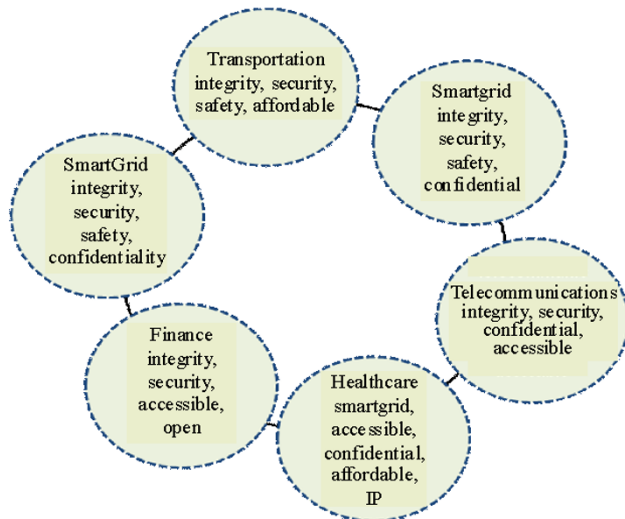 Transportation
integrity, security,
safety, affordable
Smartgrid
integrity,
security,
safety,
confidential
Telecommunications
integrity, security,
confidential,
accessible
Healthcare
smartgrid,
accessible,
confidential,
affordable,
IP
Finance
integrity,
security,
accessible,
open
SmartGrid
integrity,
security,
safety,
confidentiality